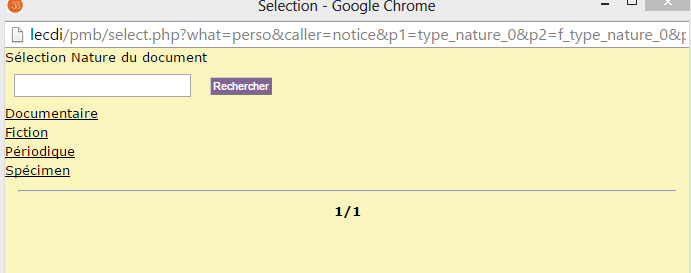 Selection - Google Chrome
lecdi/pmb/select.php?what=perso&caller=notice&p1=type_nature_0&p2=f_type_nature_0&p
Sélection Nature du document
Rechercher
Documentaire
Fiction
Périodique
Spécimen
1/1